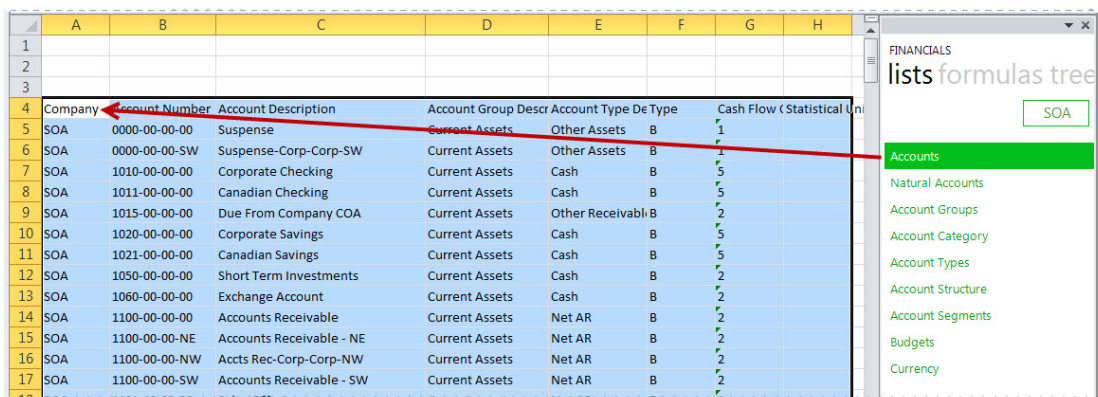 A B C D E F G H
FINANCIALS
lists formulas tree
SOA
1
2
3
4 Company Account Number Account Description Account Group Descr Account Type De Type Cash Flow ( Statistical Uni
5 SOA 0000-00-00-00 Suspense Current Assets Other Assets B 1
6 SOA 0000-00-00-SW Suspense-Corp-Corp-SW Current Assets Other Assets B 1
7 SOA 1010-00-00-00 Corporate Checking Current Assets Cash B 5
8 SOA 1011-00-00-00 Canadian Checking Current Assets Cash B 5
9 SOA 1015-00-00-00 Due From Company COA Current Assets Other Receivabl B 2
10 SOA 1020-00-00-00 Corporate Savings Current Assets Cash B 5
11 SOA 1021-00-00-00 Canadian Savings Current Assets Cash B 5
12 SOA 1050-00-00-00 Short Term Investments Current Assets Cash B 2
13 SOA 1060-00-00-00 Exchange Account Current Assets Cash B 2
14 SOA 1100-00-00-00 Accounts Receivable Current Assets Net AR B 2
15 SOA 1100-00-00-NE Accounts Receivable - NE Current Assets Net AR B 2
16 SOA 1100-00-00-NW Accts Rec-Corp-Corp-NW Current Assets Net AR B 2
17 SOA 1100-00-00-SW Accounts Receivable - SW Current Assets Net AR B 2
Accounts
Natural Accounts
Account Groups
Account Category
Account Types
Account Structure
Account Segments
Budgets
Currency